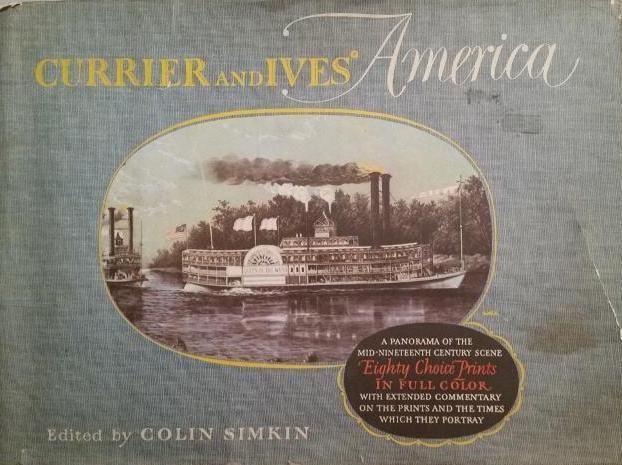 CURRIER AND IVES' America
A PANORAMA OF THE
MID-NINETEENTH CENTURY SCENE
Eighty Choice Prints
IN FULL COLOR
WITH EXTENDED COMMENTARY
ON THE PRINTS AND THE TIMES
WHICH THEY PORTRAY
Edited by COLIN SIMKIN